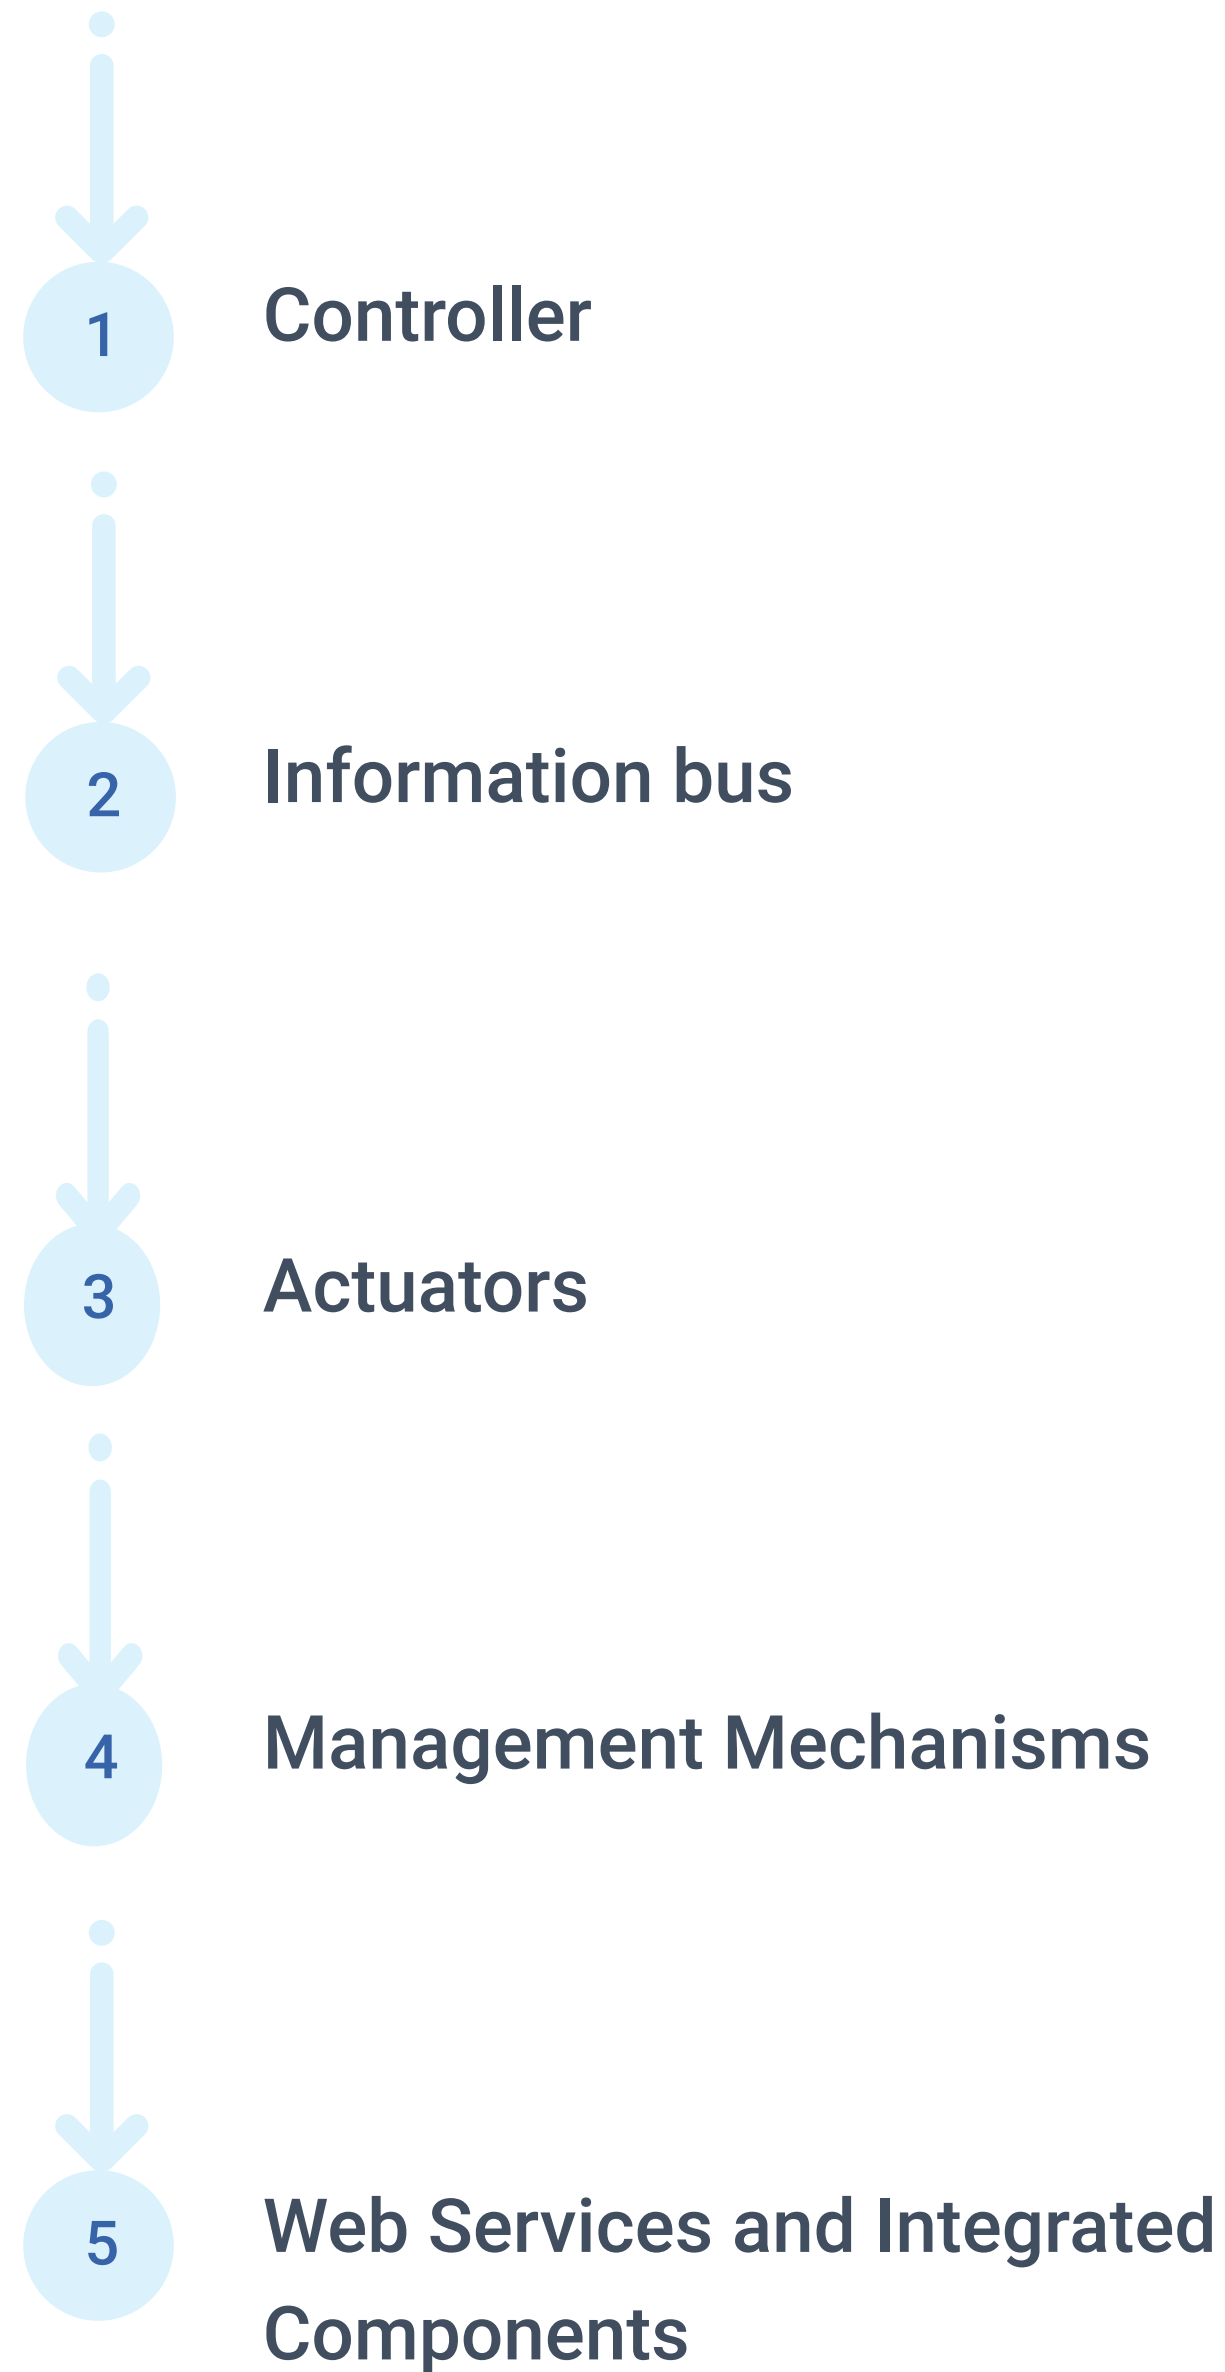 1
Controller
2
Information bus
3
Actuators
4
Management Mechanisms
5
Web Services and Integrated
Components